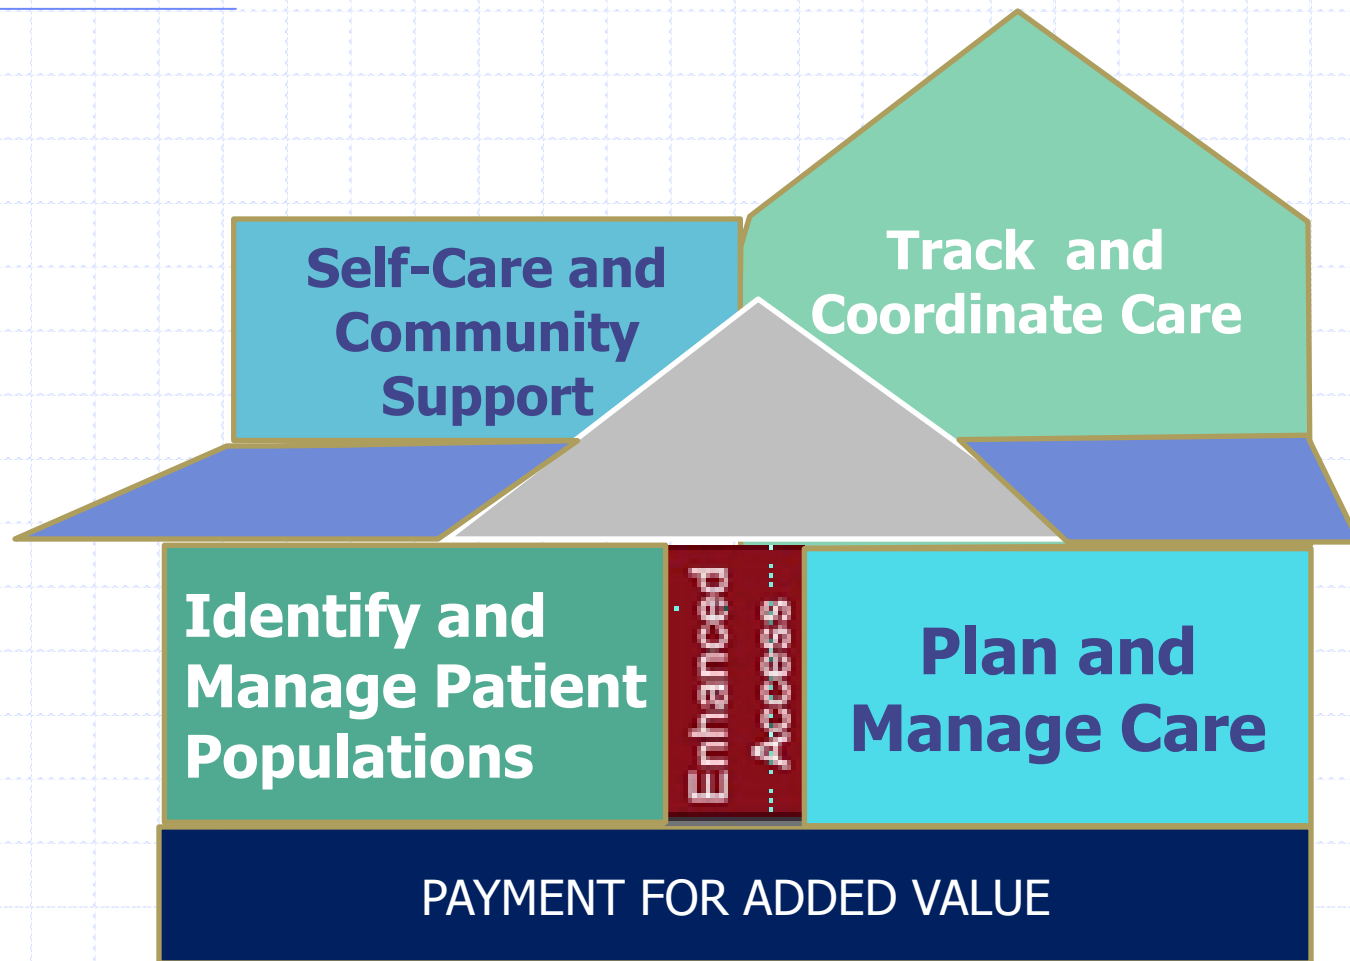 Self-Care and
Community
Support
Track and
Coordinate Care
Identify and
Manage Patient
Populations
Enhanced
Access
Plan and
Manage Care
PAYMENT FOR ADDED VALUE